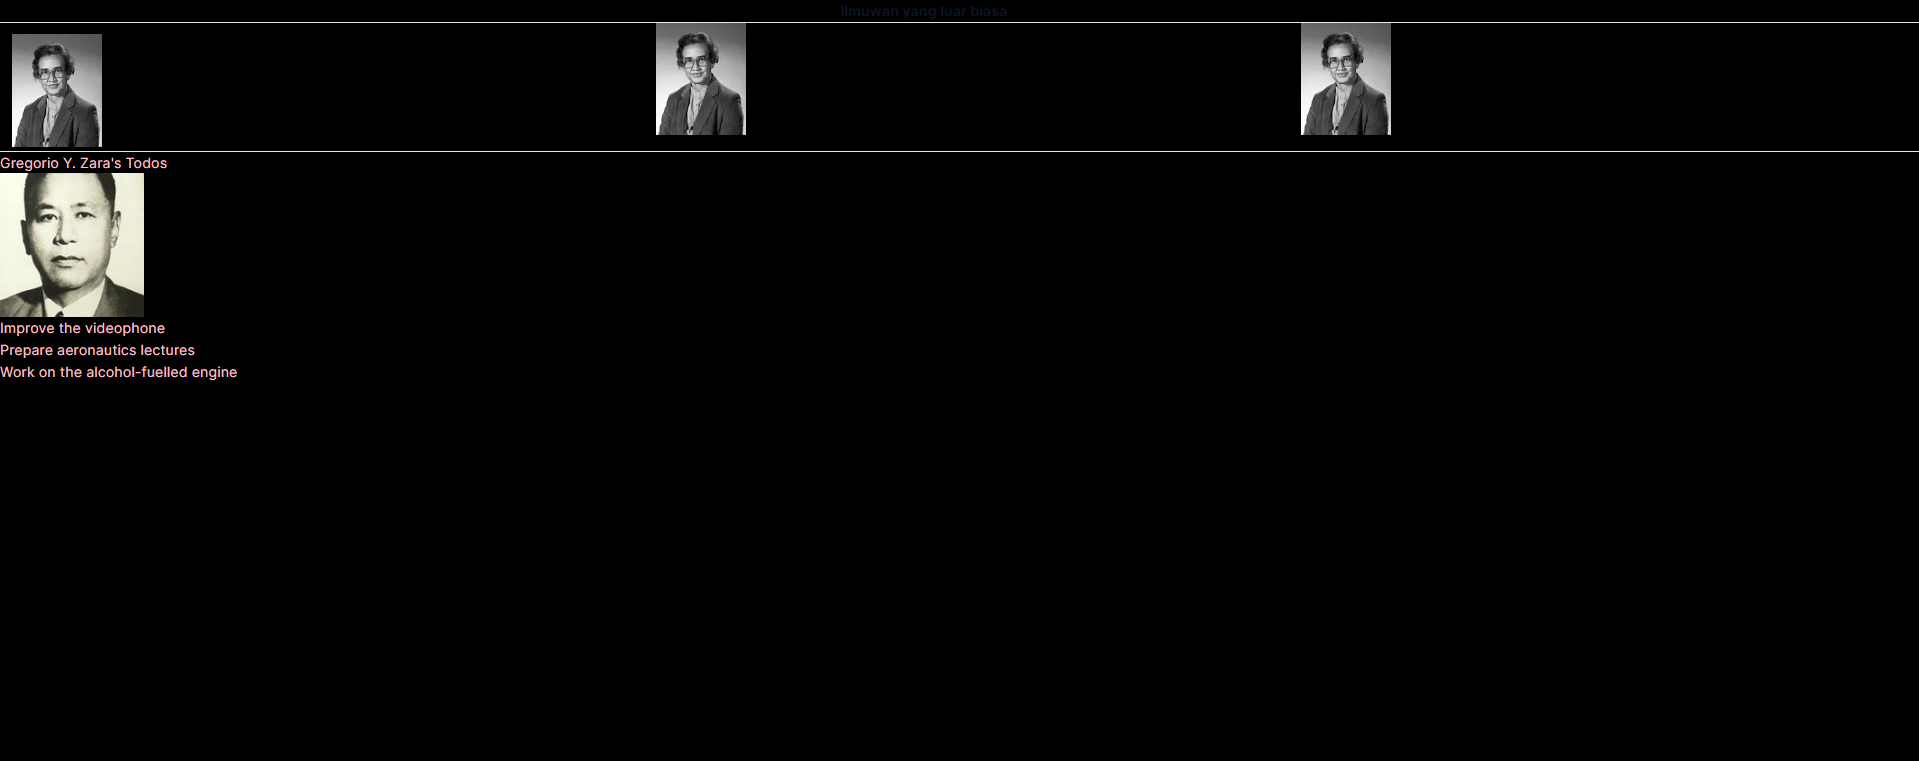 Ilmuwan yang luar biasa
Gregorio Y. Zara's Todos
Improve the videophone
Prepare aeronautics lectures
Work on the alcohol-fuelled engine